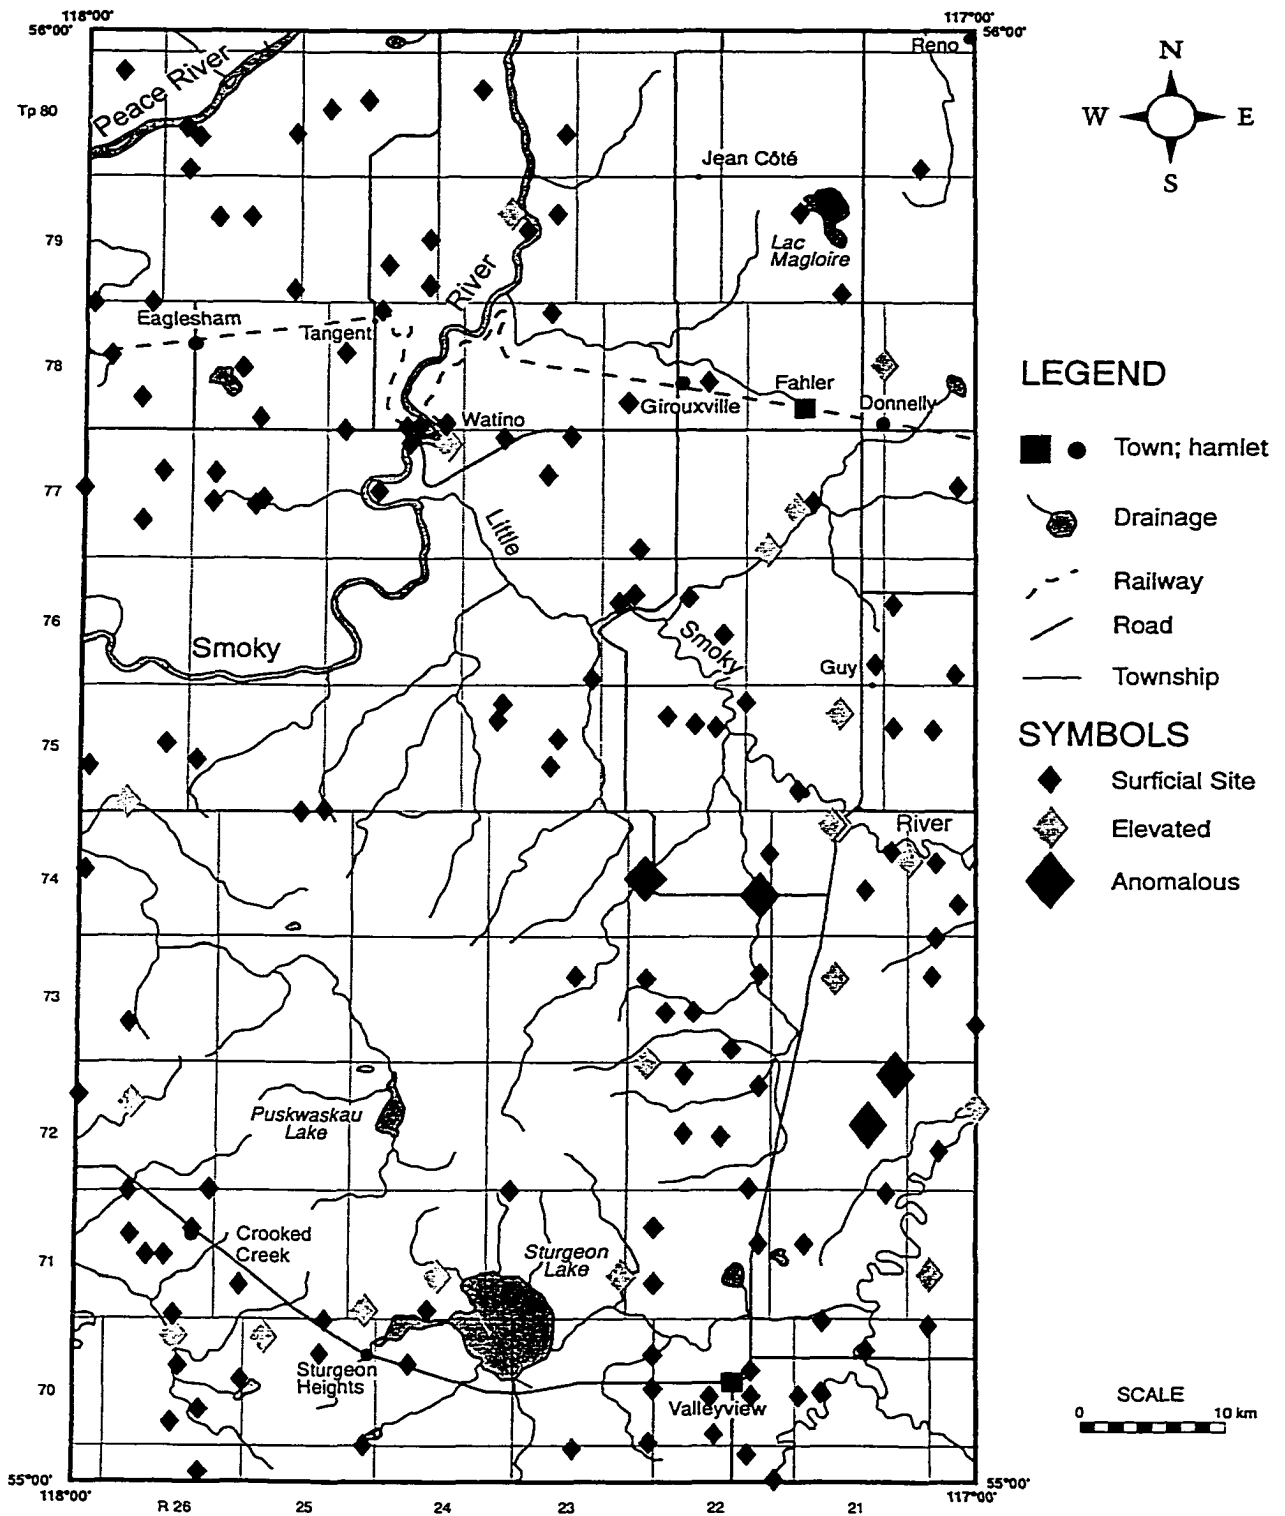 118°00'
117°00'
56°00'
56°00'
Reno
N
W
E
S
Peace River
Tp 80
Jean Côté
79
Lac
Magloire
River
Eaglesham
Tangent
78
Fahler
Girouxville
Donnelly
Watino
LEGEND
Town; hamlet
Drainage
Railway
Road
Township
77
Little
76
Smoky
Smoky
Guy
SYMBOLS
Surficial Site
Elevated
Anomalous
75
River
74
73
Puskwaskau
Lake
72
Crooked
Creek
71
Sturgeon
Lake
Sturgeon
Heights
70
Valleyview
SCALE
0
10 km
55°00'
55°00'
118°00'
117°00'
R 26
25
24
23
22
21